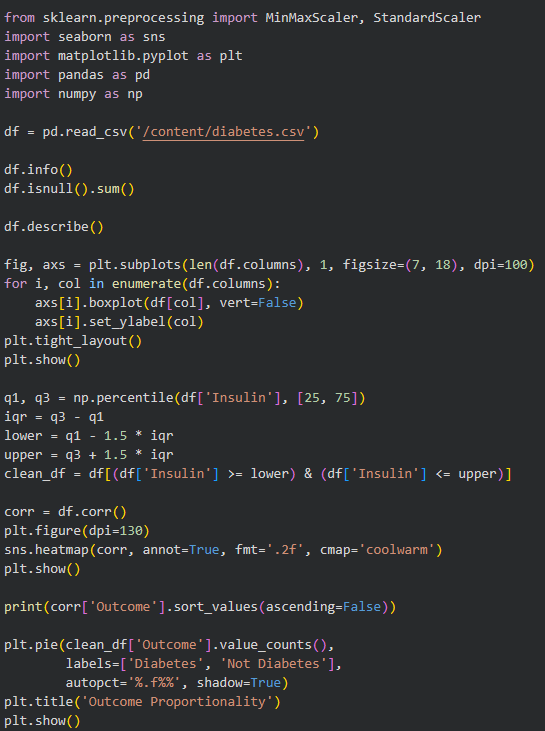 from sklearn.preprocessing import MinMaxScaler, StandardScaler
import seaborn as sns
import matplotlib.pyplot as plt
import pandas as pd
import numpy as np

df = pd.read_csv('/content/diabetes.csv')

df.info()
df.isnull().sum()

df.describe()

fig, axs = plt.subplots(len(df.columns), 1, figsize=(7, 18), dpi=100)
for i, col in enumerate(df.columns):
    axs[i].boxplot(df[col], vert=False)
    axs[i].set_ylabel(col)
plt.tight_layout()
plt.show()

q1, q3 = np.percentile(df['Insulin'], [25, 75])
iqr = q3 - q1
lower = q1 - 1.5 * iqr
upper = q3 + 1.5 * iqr
clean_df = df[(df['Insulin'] >= lower) & (df['Insulin'] <= upper)]

corr = df.corr()
plt.figure(dpi=130)
sns.heatmap(corr, annot=True, fmt='.2f', cmap='coolwarm')
plt.show()

print(corr['Outcome'].sort_values(ascending=False))

plt.pie(clean_df['Outcome'].value_counts(),
        labels=['Diabetes', 'Not Diabetes'],
        autopct='%.f%%', shadow=True)
plt.title('Outcome Proportionality')
plt.show()